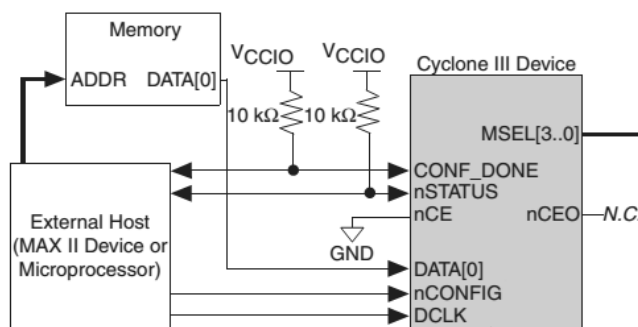 Memory
ADDR DATA[0]
VCCIO
VCCIO
10 kΩ
10 kΩ
Cyclone III Device
MSEL[3..0]
CONF_DONE
nSTATUS
nCE
nCEO
GND
DATA[0]
nCONFIG
DCLK
External Host
(MAX II Device or
Microprocessor)